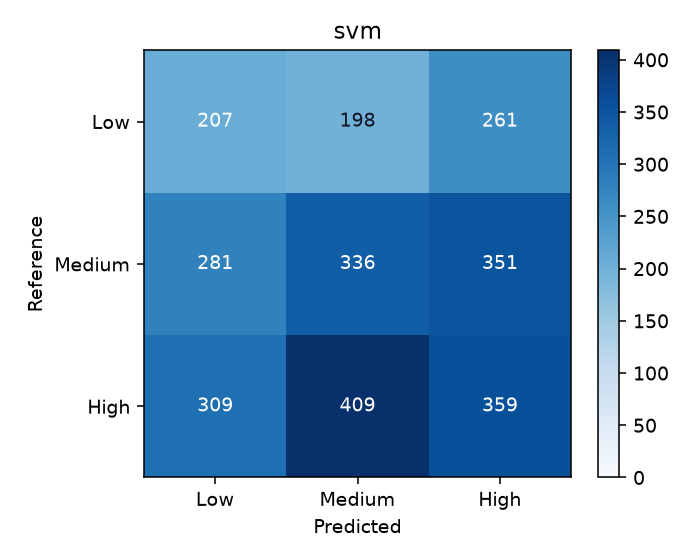 svm
Low 207 198 261
Medium 281 336 351
High 309 409 359
Low Medium High
Predicted
Reference
400
350
300
250
200
150
100
50
0